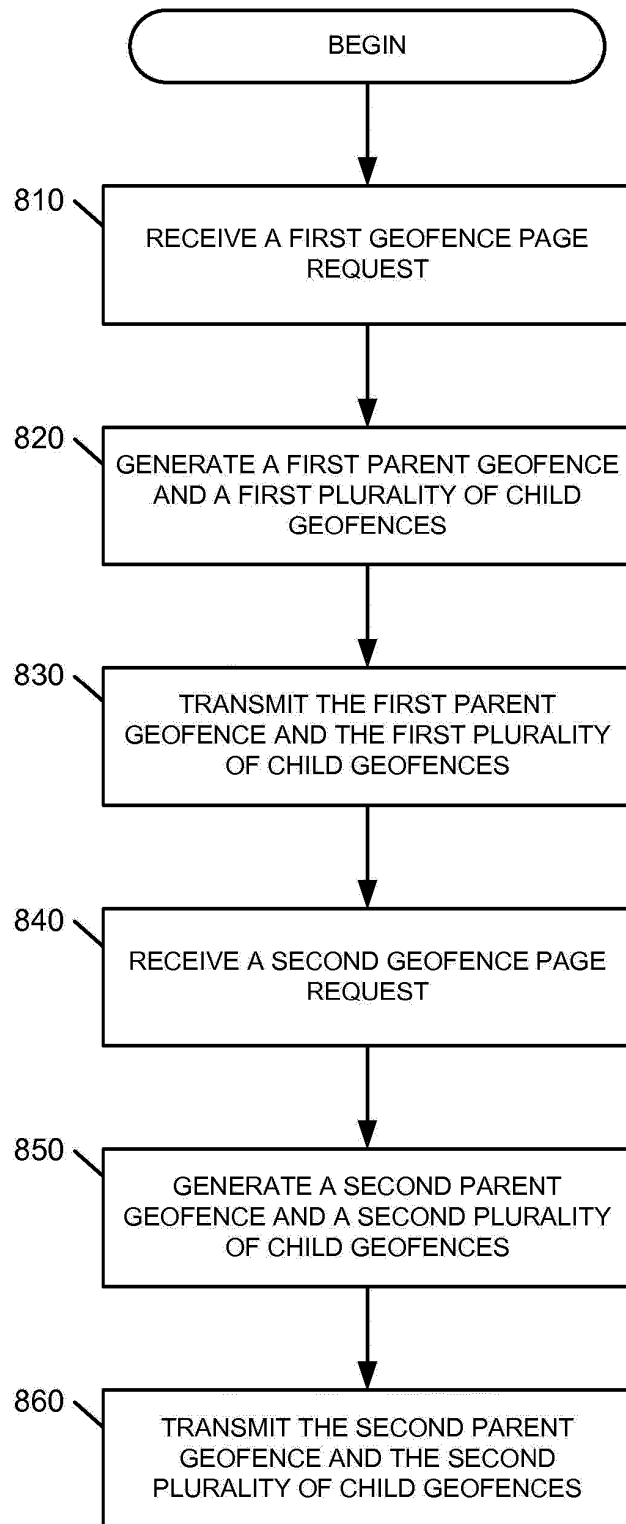 BEGIN
810
RECEIVE A FIRST GEOFENCE PAGE
REQUEST
820
GENERATE A FIRST PARENT GEOFENCE
AND A FIRST PLURALITY OF CHILD
GEOFENCES
830
TRANSMIT THE FIRST PARENT
GEOFENCE AND THE FIRST PLURALITY
OF CHILD GEOFENCES
840
RECEIVE A SECOND GEOFENCE PAGE
REQUEST
850
GENERATE A SECOND PARENT
GEOFENCE AND A SECOND PLURALITY
OF CHILD GEOFENCES
860
TRANSMIT THE SECOND PARENT
GEOFENCE AND THE SECOND
PLURALITY OF CHILD GEOFENCES